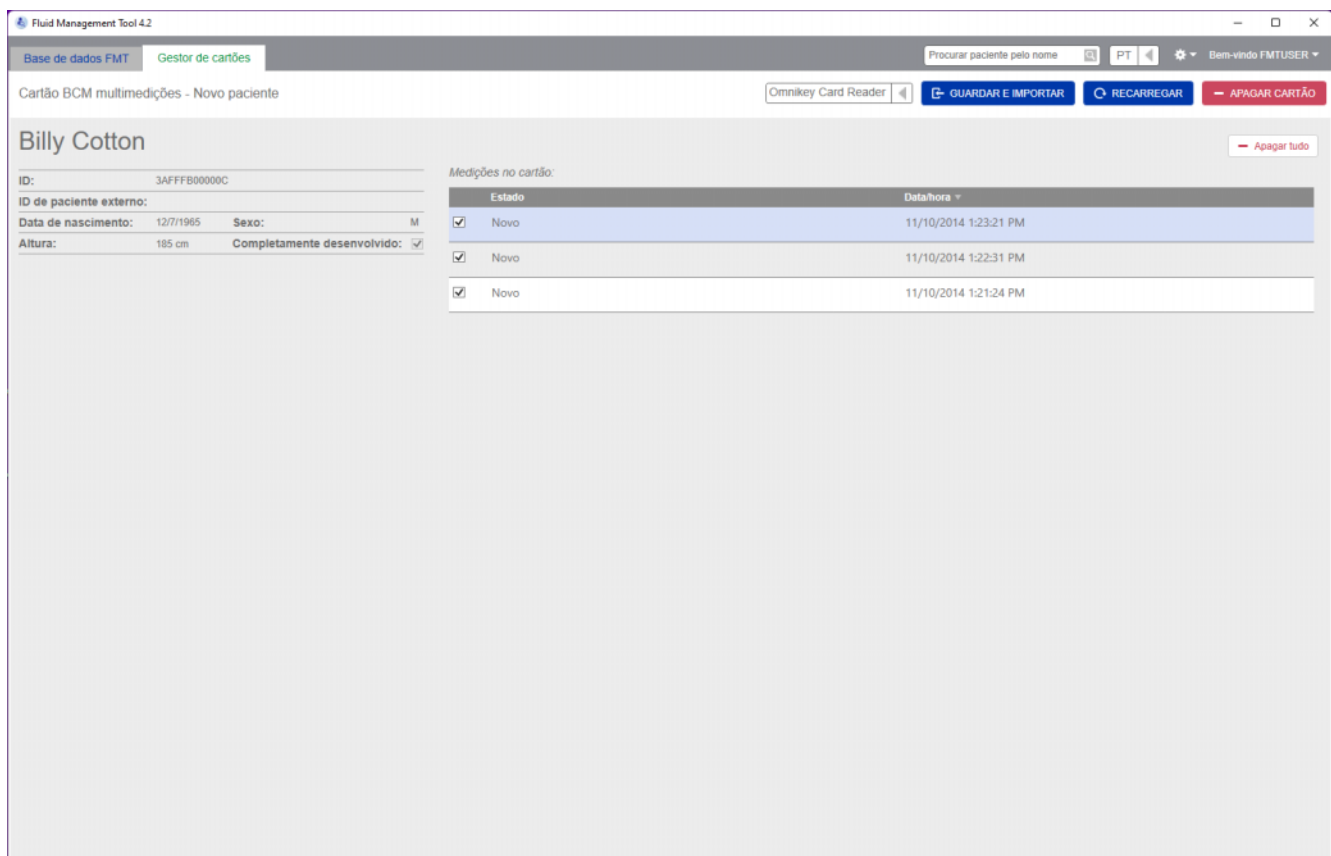 Fluid Management Tool 4.2
Base de dados FMT Gestor de cartões Procurar paciente pelo nome PT Bem-vindo FMTUSER
Cartão BCM multimedições - Novo paciente Omnikey Card Reader GUARDAR E IMPORTAR RECARREGAR APAGAR CARTÃO
Billy Cotton
Apagar tudo
ID: 3AFFFB00000C
ID de paciente externo:
Data de nascimento: 12/7/1965 Sexo: M
Altura: 185 cm Completamente desenvolvido:
Medições no cartão:
Estado Data/hora
Novo 11/10/2014 1:23:21 PM
Novo 11/10/2014 1:22:31 PM
Novo 11/10/2014 1:21:24 PM